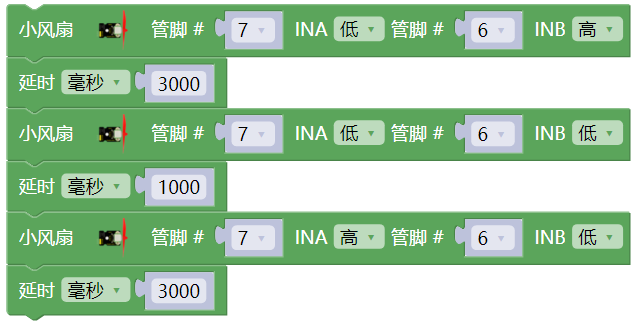 小风扇 管脚 # 7 INA 低 管脚 # 6 INB 高
延时 毫秒 3000
小风扇 管脚 # 7 INA 低 管脚 # 6 INB 低
延时 毫秒 1000
小风扇 管脚 # 7 INA 高 管脚 # 6 INB 低
延时 毫秒 3000